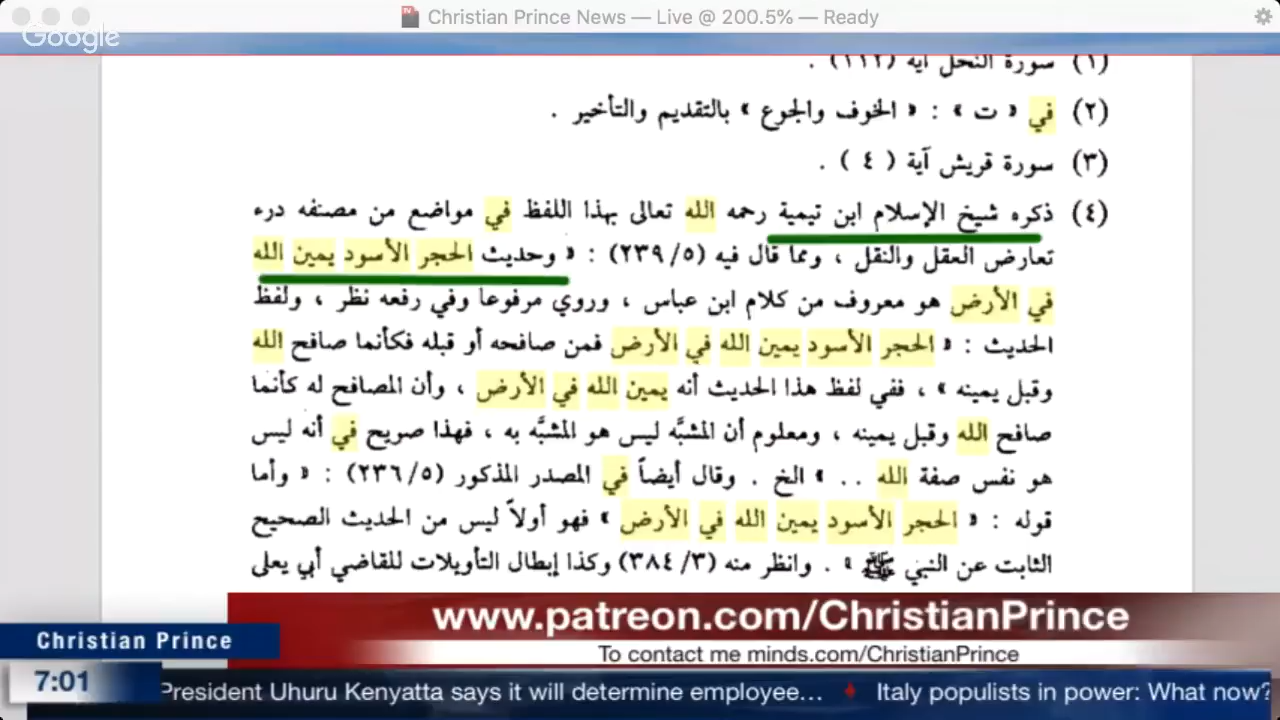 Christian Prince News — Live @ 200.5% — Ready
Google
(١) سورة النحل آية (١١٢) .
(٢) في « ت » : « الخوف والجوع » بالتقديم والتأخير .
(٣) سورة قريش آية ( ٤ ) .
(٤) ذكره شيخ الإسلام ابن تيمية رحمه الله تعالى بهذا اللفظ في مواضع من مصنفه درء
تعارض العقل والنقل ، ومما قال فيه (٢٣٩/٥) : « وحديث الحجر الأسود يمين الله
في الأرض هو معروف من كلام ابن عباس ، وروي مرفوعا وفي رفعه نظر ، ولفظ
الحديث : « الحجر الأسود يمين الله في الأرض فمن صافحه أو قبله فكأنما صافح الله
وقبل يمينه » ، ففي لفظ هذا الحديث أنه يمين الله في الأرض ، وأن المصافح له كأنما
صافح الله وقبل يمينه ، ومعلوم أن المشبَّه ليس هو المشبَّه به ، فهذا صريح في أنه ليس
هو نفس صفة الله .. » الخ . وقال أيضاً في المصدر المذكور (٢٣٦/٥) : « وأما
قوله : « الحجر الأسود يمين الله في الأرض » فهو أولاً ليس من الحديث الصحيح
الثابت عن النبي ﷺ » . وانظر منه (٣٨٤/٣) وكذا إبطال التأويلات للقاضي أبي يعلى
www.patreon.com/ChristianPrince
Christian Prince
To contact me minds.com/ChristianPrince
7:01
President Uhuru Kenyatta says it will determine employee... ♦ Italy populists in power: What now?